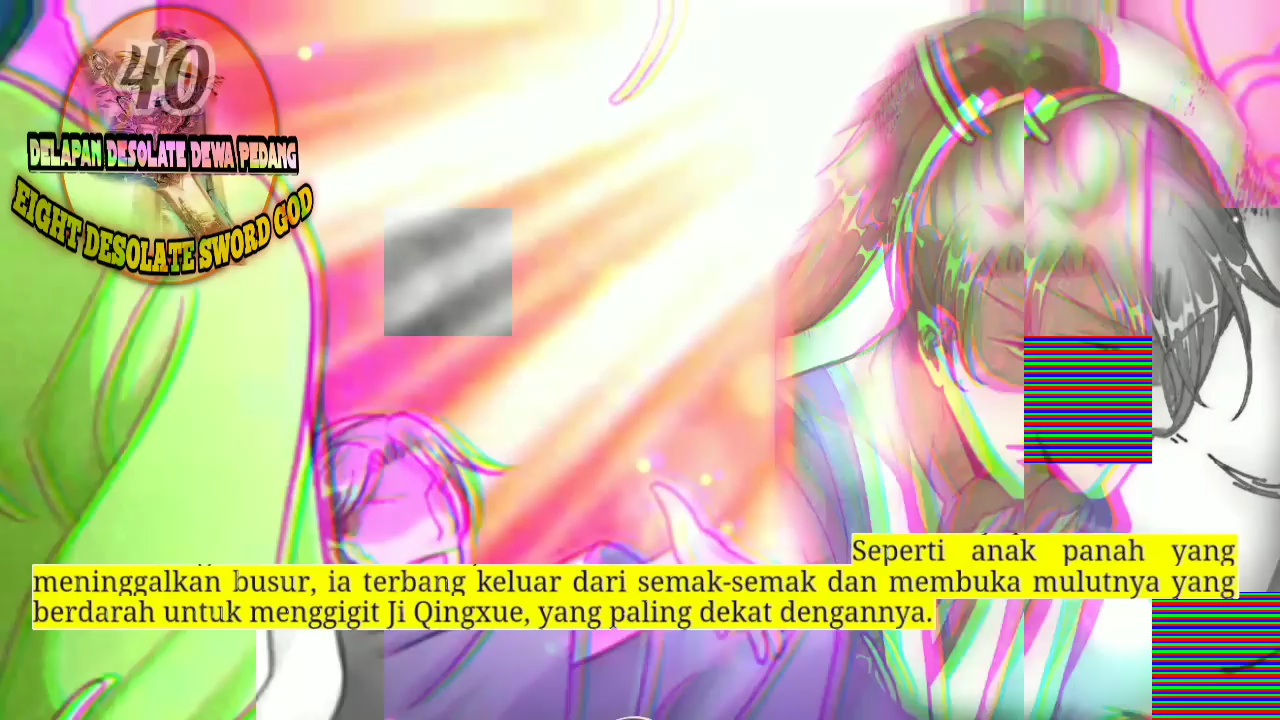 40
DELAPAN DESOLATE DEWA PEDANG
EIGHT DESOLATE SWORD GOD
Seperti anak panah yang
meninggalkan busur, ia terbang keluar dari semak-semak dan membuka mulutnya yang
berdarah untuk menggigit Ji Qingxue, yang paling dekat dengannya.